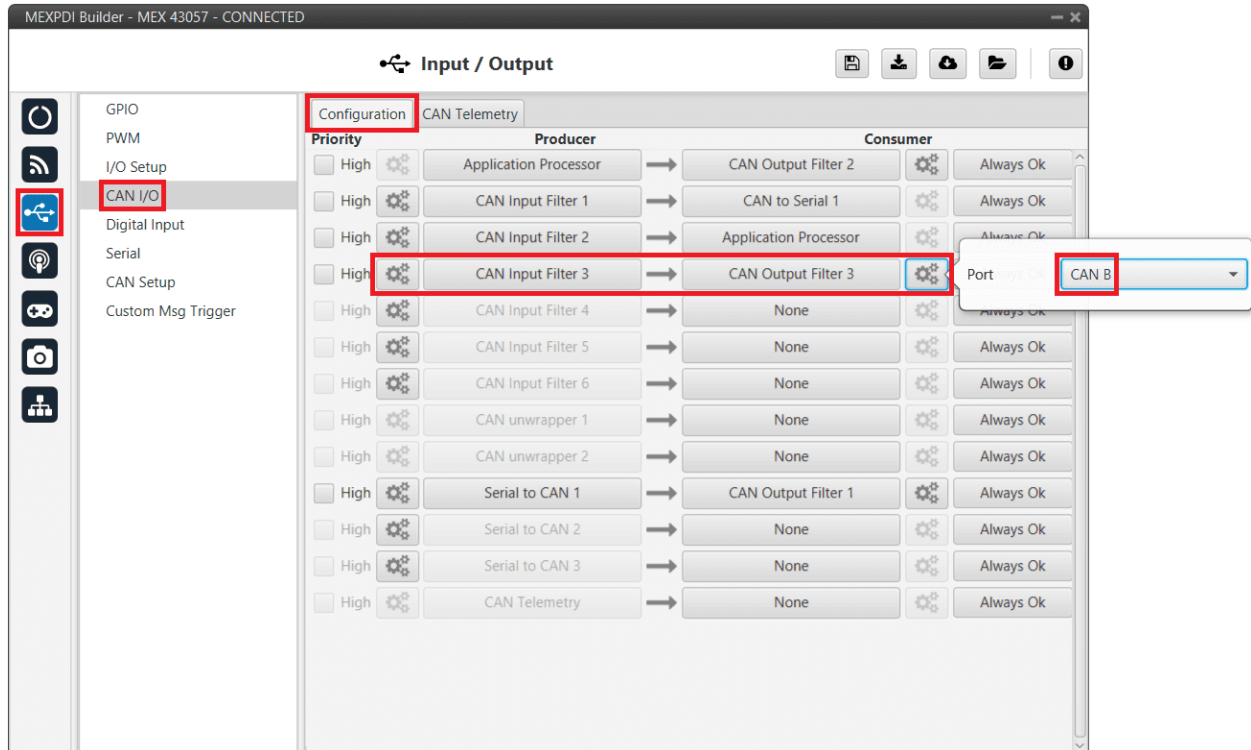 MEXPDI Builder - MEX 43057 - CONNECTED
Input / Output
GPIO
PWM
I/O Setup
CAN I/O
Digital Input
Serial
CAN Setup
Custom Msg Trigger
Configuration CAN Telemetry
Priority Producer Consumer
High Application Processor CAN Output Filter 2 Always Ok
High CAN Input Filter 1 CAN to Serial 1 Always Ok
High CAN Input Filter 2 Application Processor Always Ok
High CAN Input Filter 3 CAN Output Filter 3 Port CAN B
High CAN Input Filter 4 None Always Ok
High CAN Input Filter 5 None Always Ok
High CAN Input Filter 6 None Always Ok
High CAN unwrapper 1 None Always Ok
High CAN unwrapper 2 None Always Ok
High Serial to CAN 1 CAN Output Filter 1 Always Ok
High Serial to CAN 2 None Always Ok
High Serial to CAN 3 None Always Ok
High CAN Telemetry None Always Ok